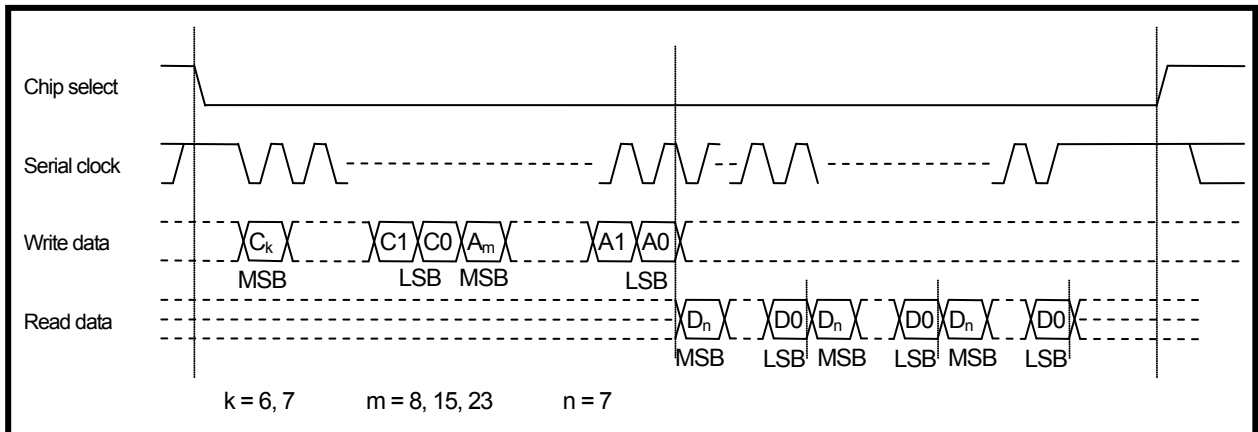 Chip select
Serial clock
Write data
Cₖ C1 C0 Aₘ A1 A0
MSB LSB MSB LSB
Read data
Dₙ D0 Dₙ D0 Dₙ D0
MSB LSB MSB LSB MSB LSB
k = 6, 7 m = 8, 15, 23 n = 7